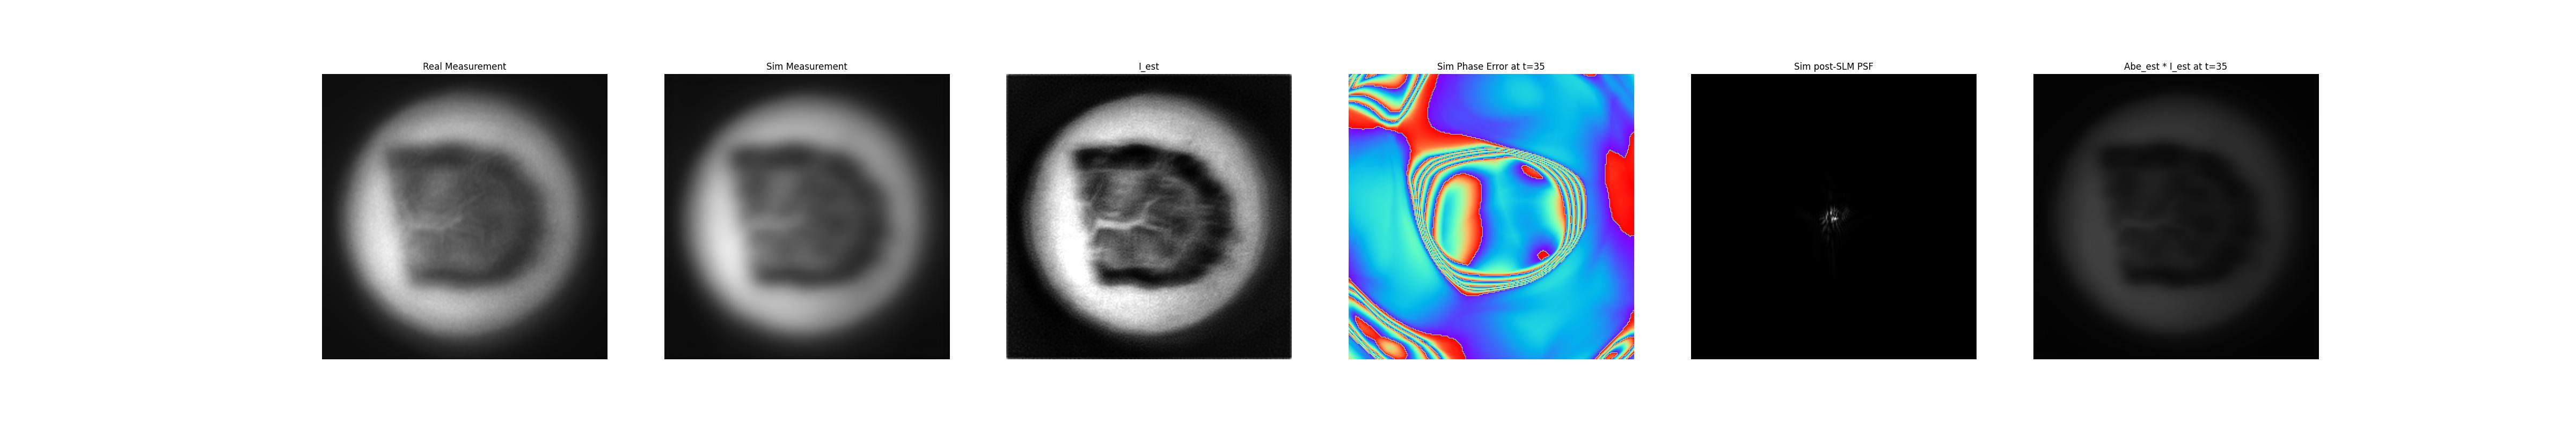 Real Measurement
Sim Measurement
I_est
Sim Phase Error at t=35
Sim post-SLM PSF
Abe_est * I_est at t=35